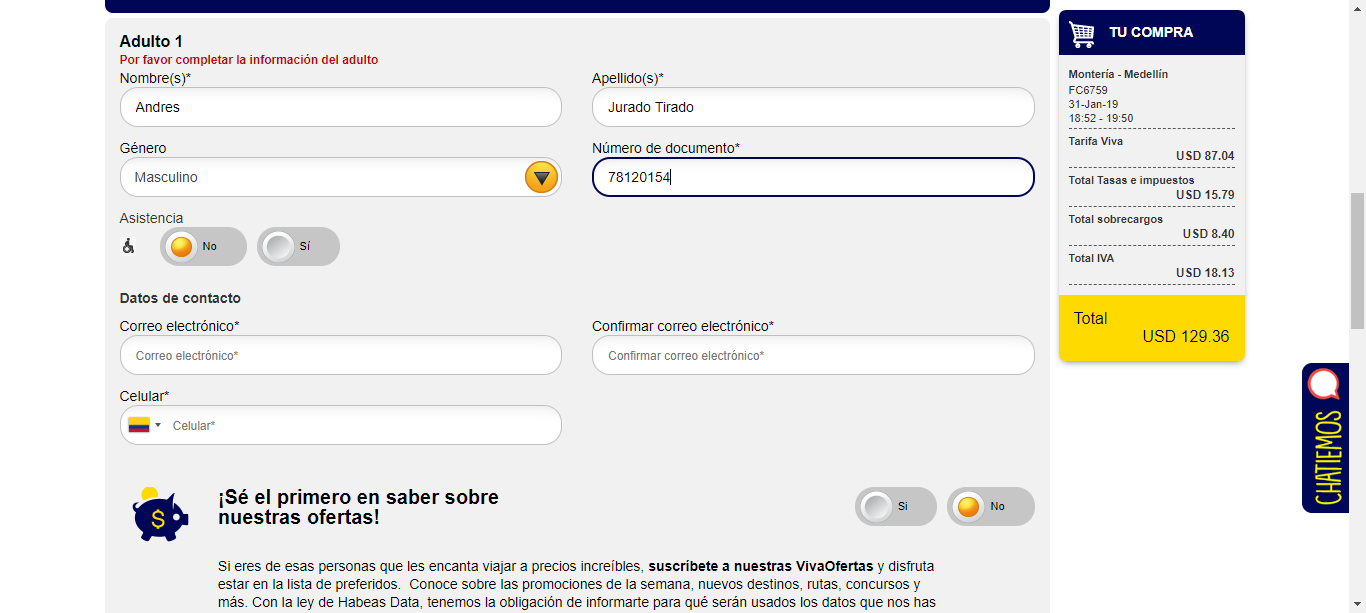 Adulto 1
Por favor completar la información del adulto
Nombre(s)*
Apellido(s)*
Andres
Jurado Tirado
Género
Número de documento*
Masculino
78120154
Asistencia
No
Sí
Datos de contacto
Correo electrónico*
Confirmar correo electrónico*
Correo electrónico*
Confirmar correo electrónico*
Celular*
Celular*
$
¡Sé el primero en saber sobre
nuestras ofertas!
Si
No
Si eres de esas personas que les encanta viajar a precios increíbles, suscríbete a nuestras VivaOfertas y disfruta
estar en la lista de preferidos.  Conoce sobre las promociones de la semana, nuevos destinos, rutas, concursos y
más. Con la ley de Habeas Data, tenemos la obligación de informarte para qué serán usados los datos que nos has
TU COMPRA
Montería - Medellín
FC6759
31-Jan-19
18:52 - 19:50
Tarifa Viva
USD 87.04
Total Tasas e impuestos
USD 15.79
Total sobrecargos
USD 8.40
Total IVA
USD 18.13
Total
USD 129.36
CHATIEMOS